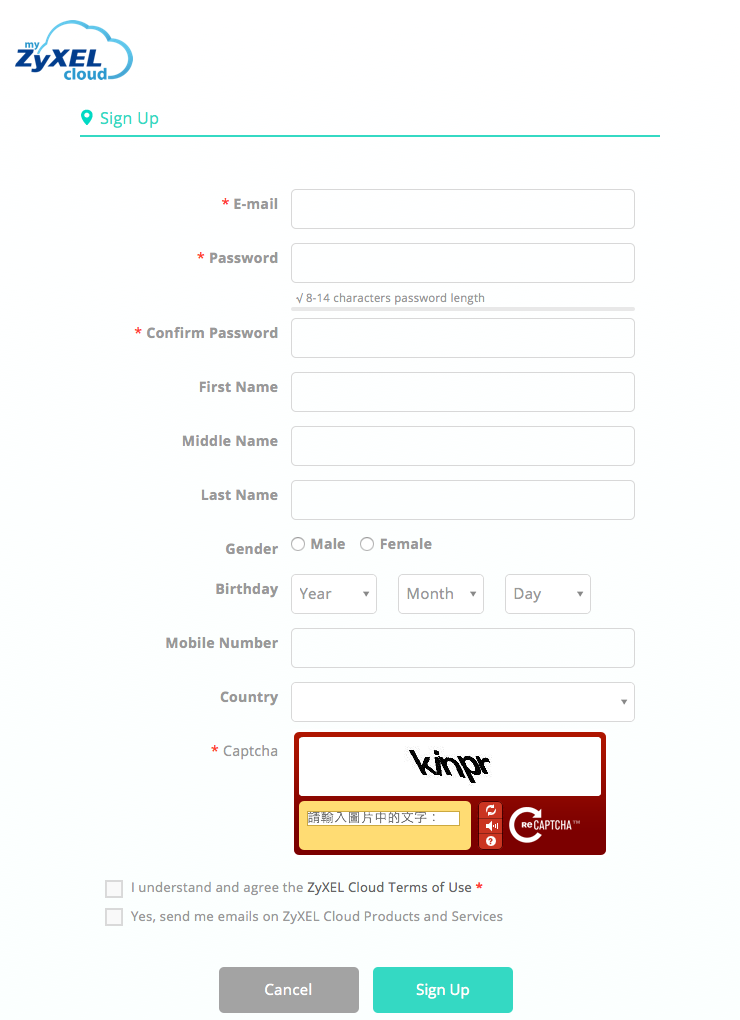 my
ZyXEL
cloud
Sign Up
* E-mail
* Password
√ 8-14 characters password length
* Confirm Password
First Name
Middle Name
Last Name
Gender Male Female
Birthday Year Month Day
Mobile Number
Country
* Captcha
kinpr
請輸入圖片中的文字：
reCAPTCHA™
I understand and agree the ZyXEL Cloud Terms of Use *
Yes, send me emails on ZyXEL Cloud Products and Services
Cancel Sign Up